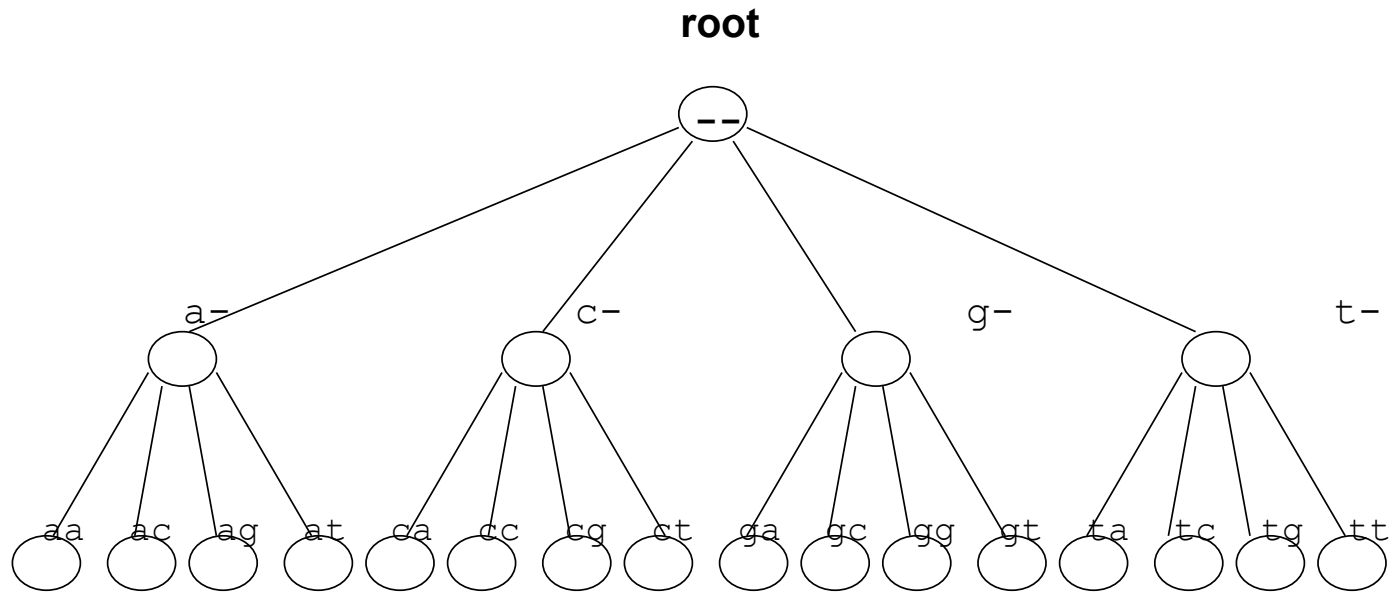 root
--
a- c- g- t-
aa ac ag at ca cc cg ct ga gc gg gt ta tc tg tt